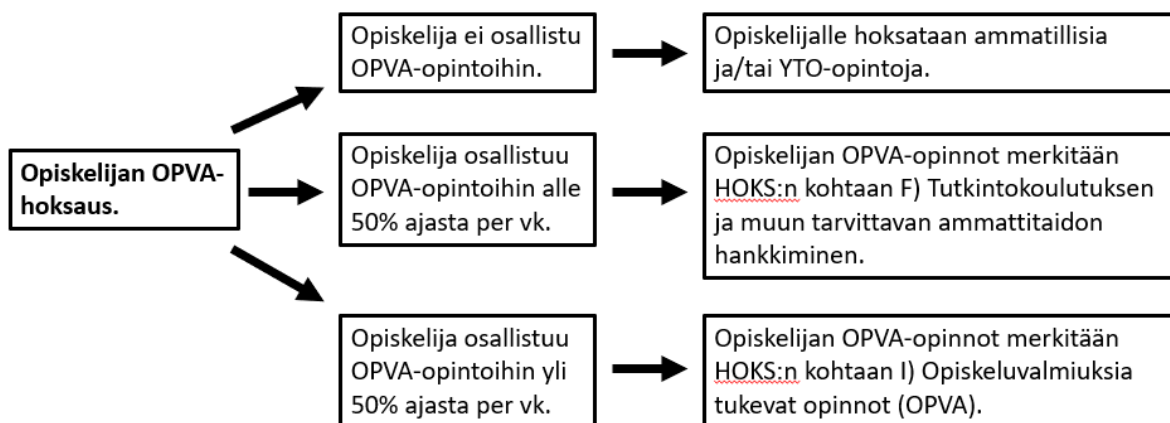 Opiskelijan OPVA-
hoksaus.
Opiskelija ei osallistu
OPVA-opintoihin.
Opiskelijalle hoksataan ammatillisia
ja/tai YTO-opintoja.
Opiskelija osallistuu
OPVA-opintoihin alle
50% ajasta per vk.
Opiskelijan OPVA-opinnot merkitään
HOKS:n kohtaan F) Tutkintokoulutuksen
ja muun tarvittavan ammattitaidon
hankkiminen.
Opiskelija osallistuu
OPVA-opintoihin yli
50% ajasta per vk.
Opiskelijan OPVA-opinnot merkitään
HOKS:n kohtaan I) Opiskeluvalmiuksia
tukevat opinnot (OPVA).